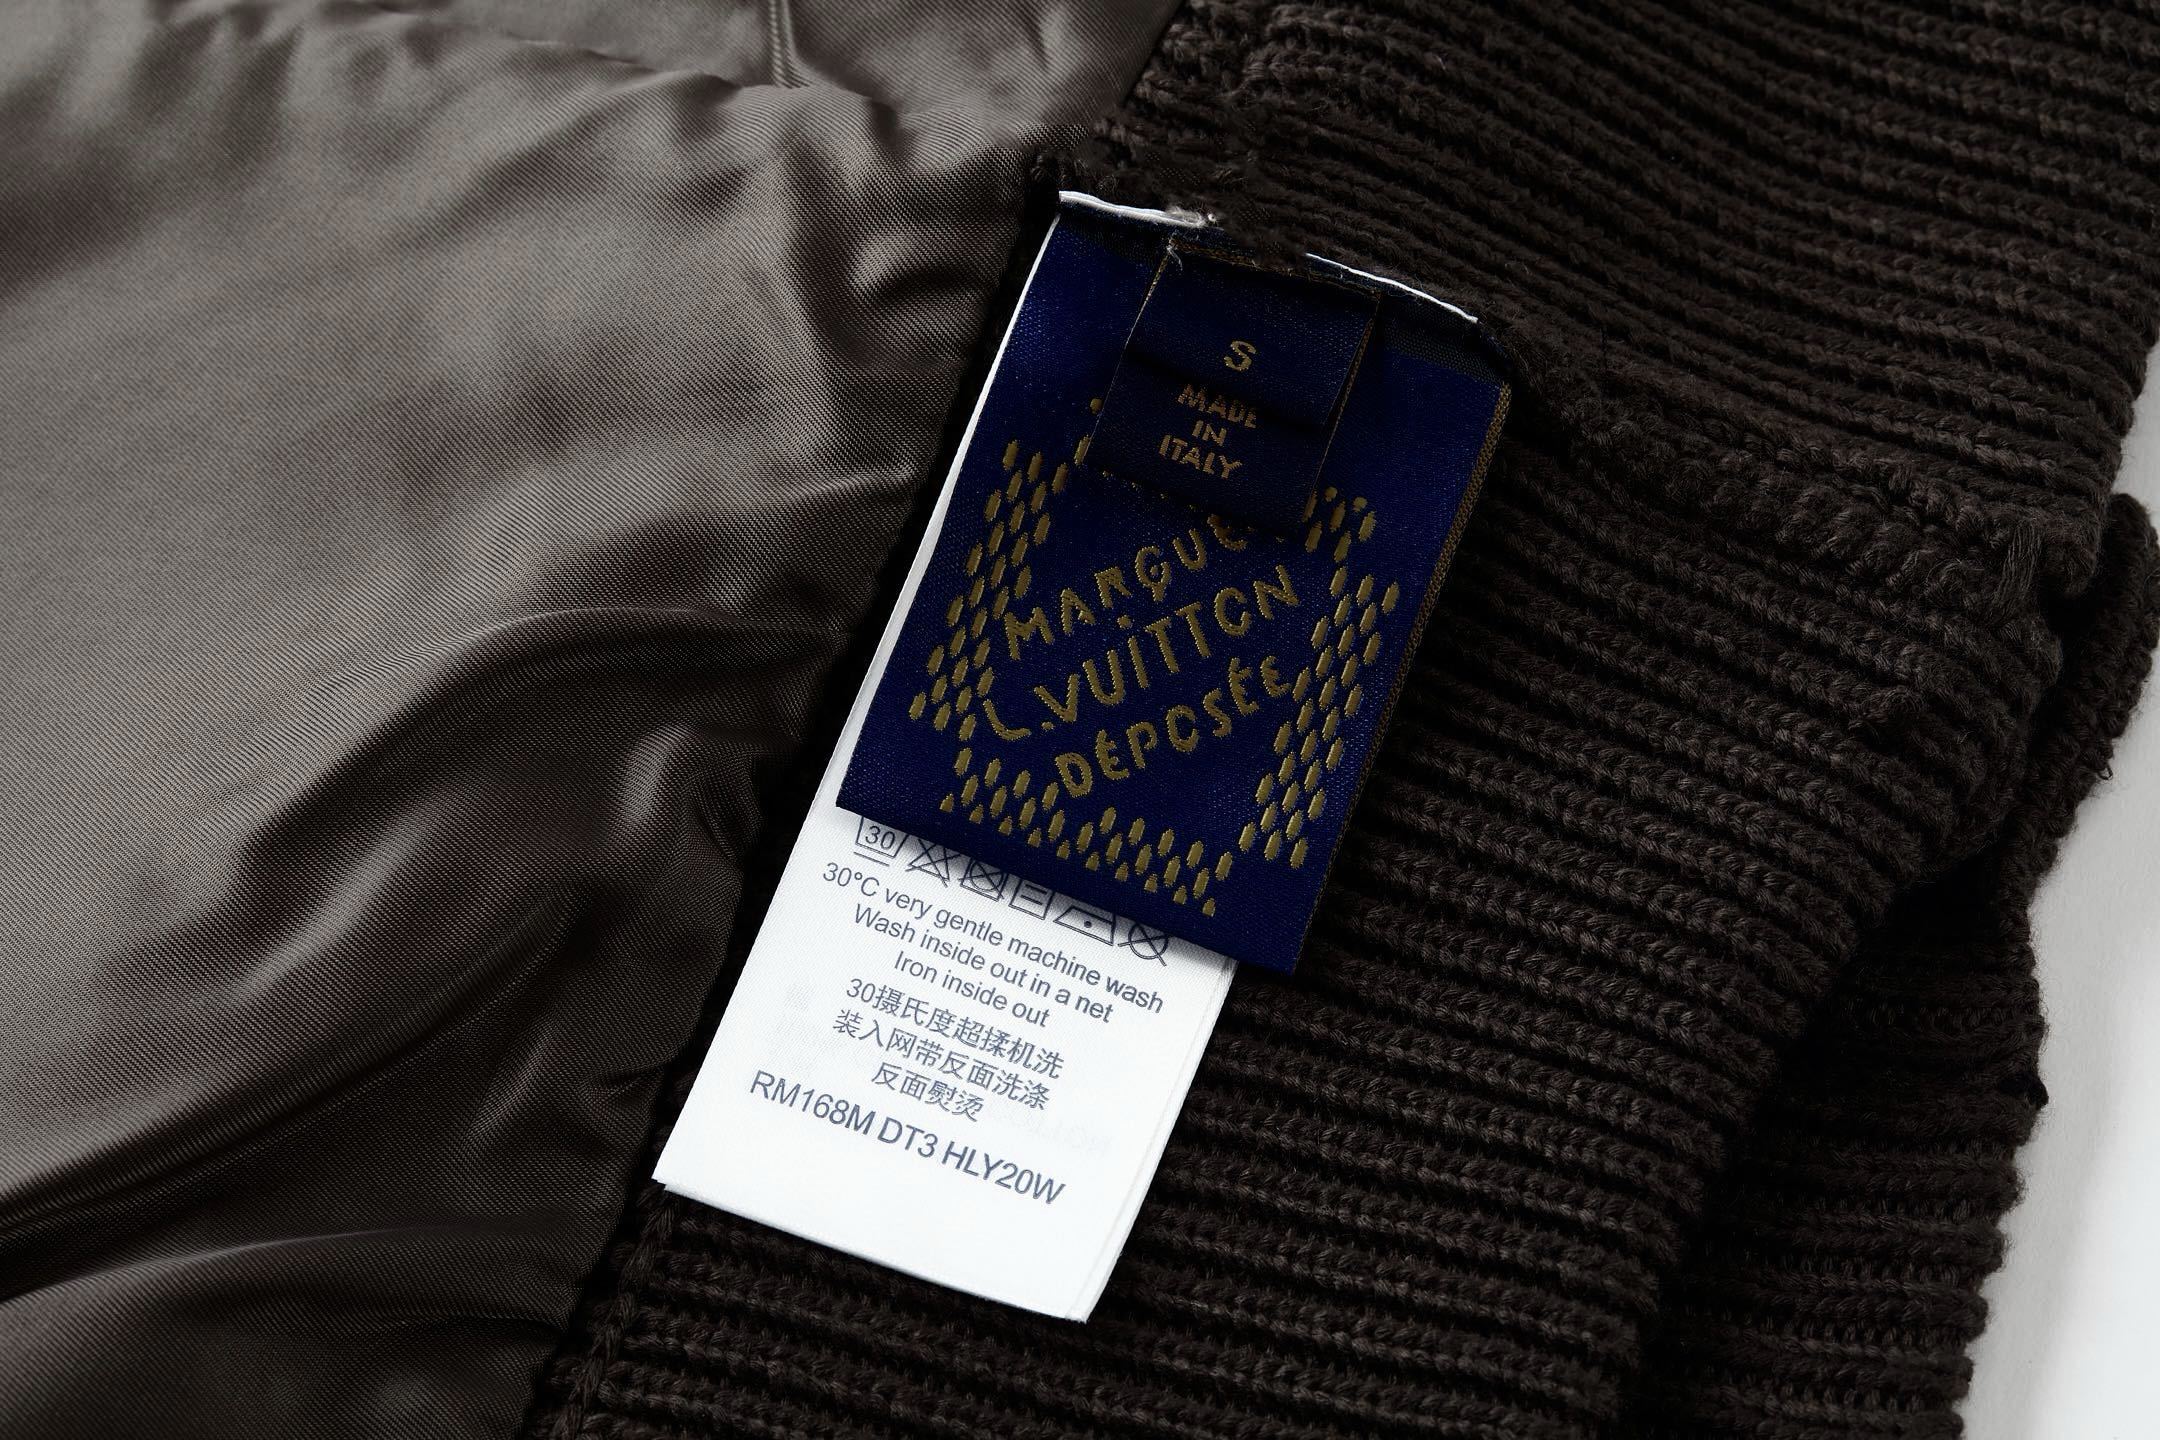 S
MADE
IN
ITALY
MARQUE
L.VUITTON
DÉPOSÉE
30
30°C very gentle machine wash
Wash inside out in a net
Iron inside out
30摄氏度超揉机洗
装入网带反面洗涤
反面熨烫
RM168M DT3 HLY20W